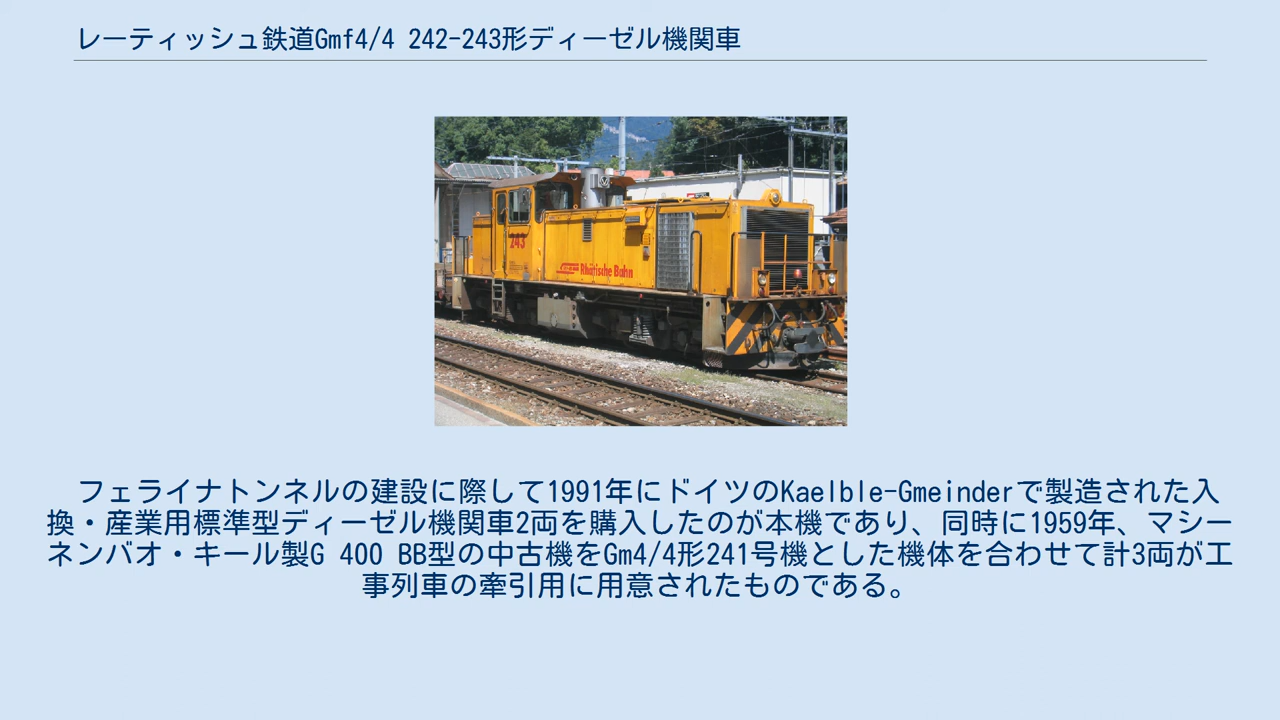 レーティッシュ鉄道Gmf4/4 242-243形ディーゼル機関車
243
Rhätische Bahn
フェライナトンネルの建設に際して1991年にドイツのKaelble-Gmeinderで製造された入
換・産業用標準型ディーゼル機関車2両を購入したのが本機であり、同時に1959年、マシー
ネンバオ・キール製G 400 BB型の中古機をGm4/4形241号機とした機体を合わせて計3両が工
事列車の牽引用に用意されたものである。